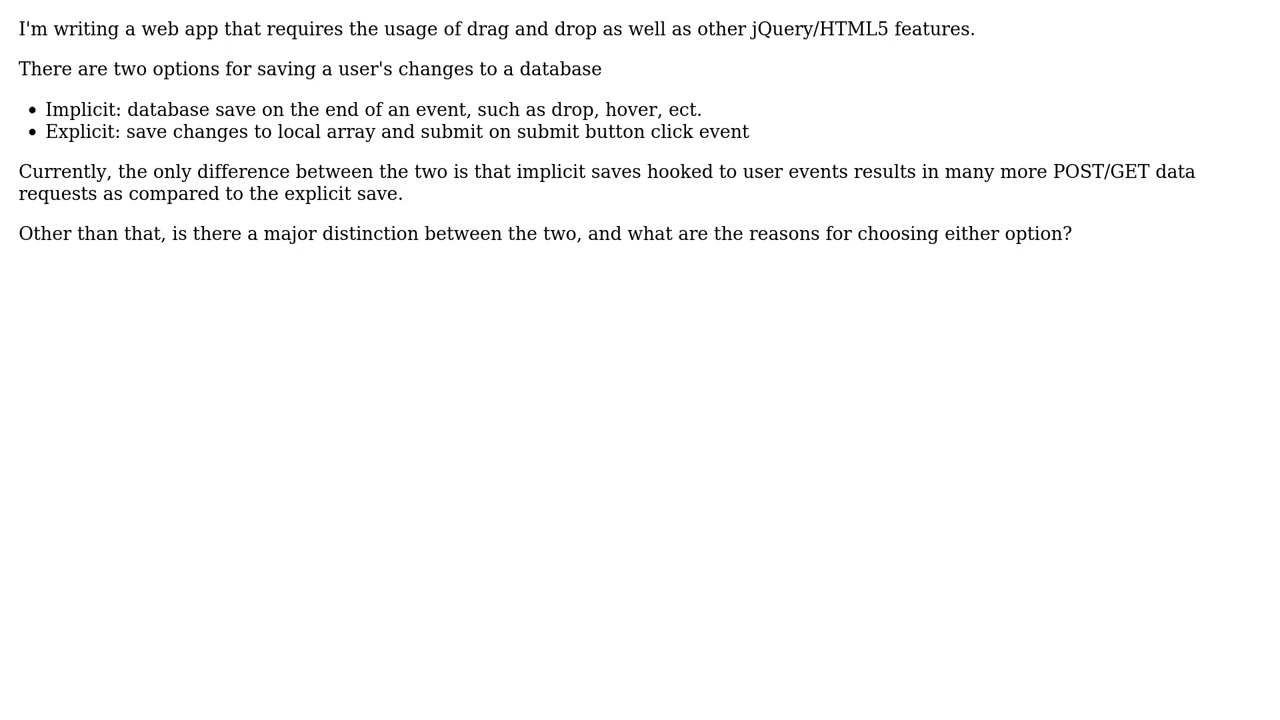 I'm writing a web app that requires the usage of drag and drop as well as other jQuery/HTML5 features.
There are two options for saving a user's changes to a database
• Implicit: database save on the end of an event, such as drop, hover, ect.
• Explicit: save changes to local array and submit on submit button click event
Currently, the only difference between the two is that implicit saves hooked to user events results in many more POST/GET data
requests as compared to the explicit save.
Other than that, is there a major distinction between the two, and what are the reasons for choosing either option?